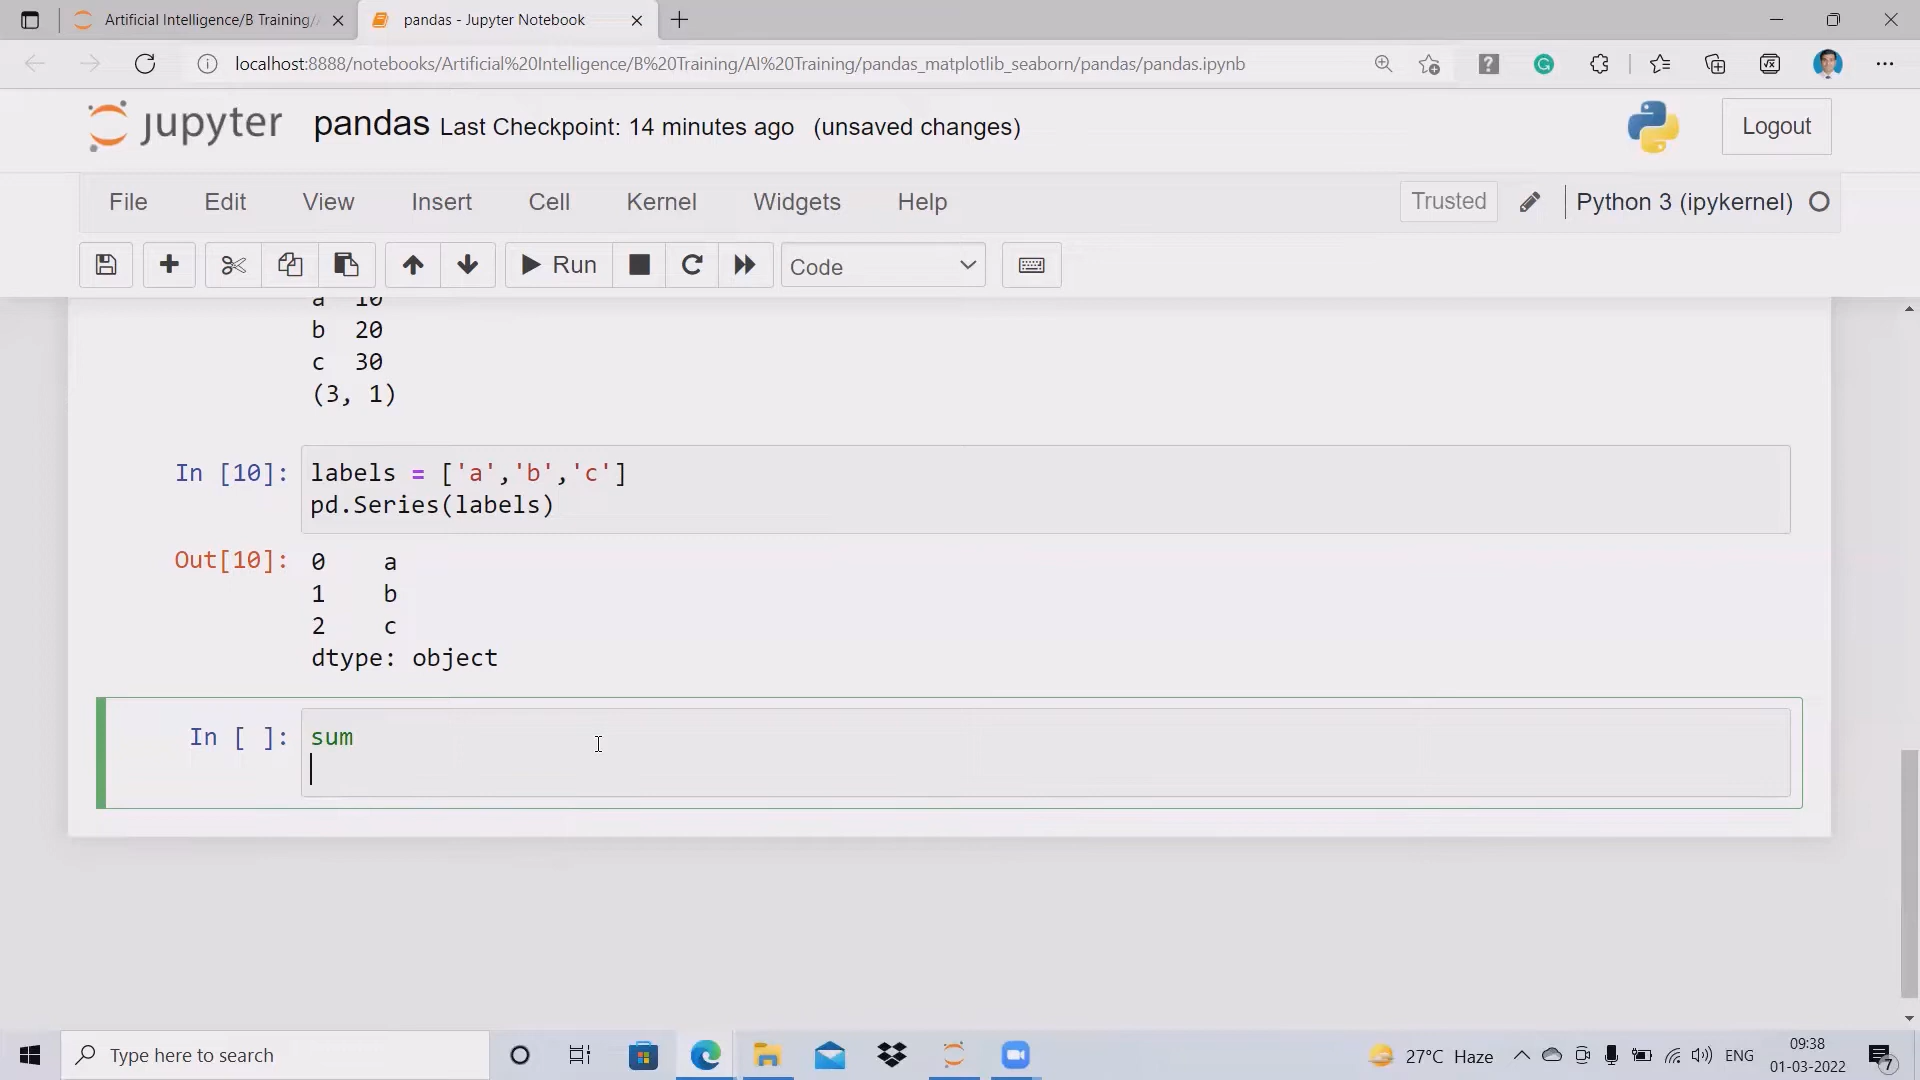 Artificial Intelligence/B Training/
pandas - Jupyter Notebook
localhost:8888/notebooks/Artificial%20Intelligence/B%20Training/AI%20Training/pandas_matplotlib_seaborn/pandas/pandas.ipynb
jupyter pandas Last Checkpoint: 14 minutes ago (unsaved changes)
Logout
File Edit View Insert Cell Kernel Widgets Help
Trusted Python 3 (ipykernel)
Run Code
a 10
b 20
c 30
(3, 1)
In [10]: labels = ['a','b','c']
pd.Series(labels)
Out[10]: 0 a
1 b
2 c
dtype: object
In [ ]: sum
Type here to search
27°C Haze
ENG
09:38
01-03-2022
7